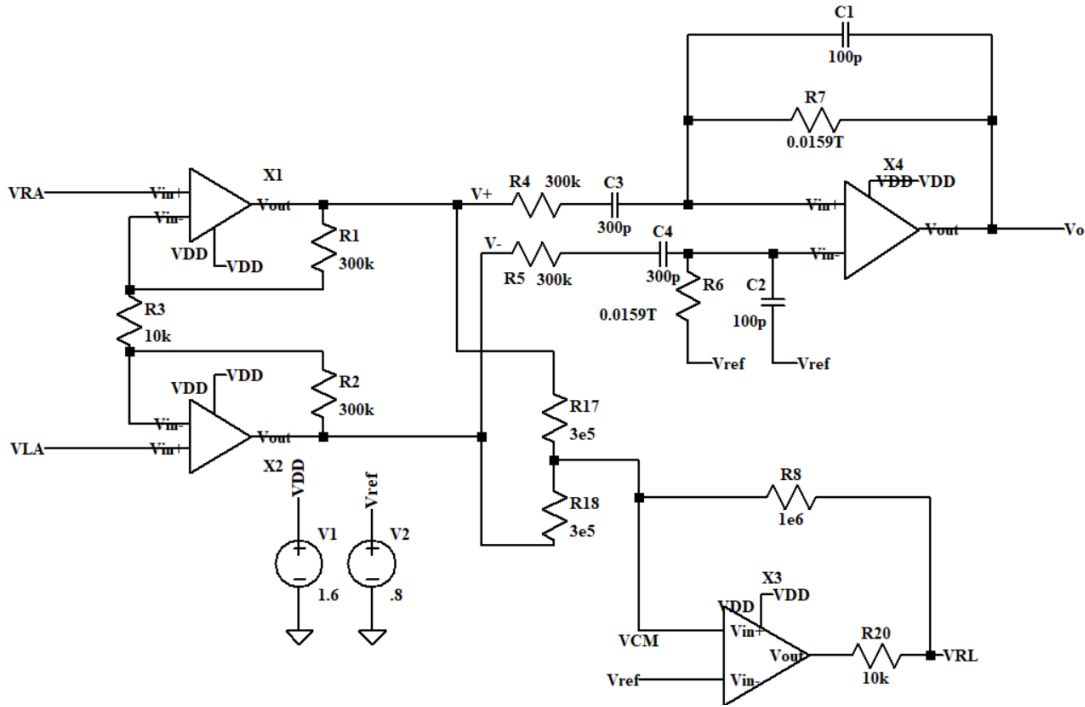 C1
100p
R7
0.0159T
X4
VDD VDD
X1
VRA
Vin+
Vout
Vin-
VDD
VDD
R1
300k
V+
R4
300k
C3
300p
Vin+
Vout
Vo
Vin-
V-
R5
300k
C4
300p
R6
0.0159T
C2
100p
Vref
Vref
R3
10k
VDD
VDD
R2
300k
Vin-
Vout
VLA
Vin+
X2
R17
3e5
R18
3e5
VDD
Vref
V1
1.6
V2
.8
R8
1e6
X3
VDD
VDD
VCM
Vin+
Vout
Vref
Vin-
R20
10k
VRL